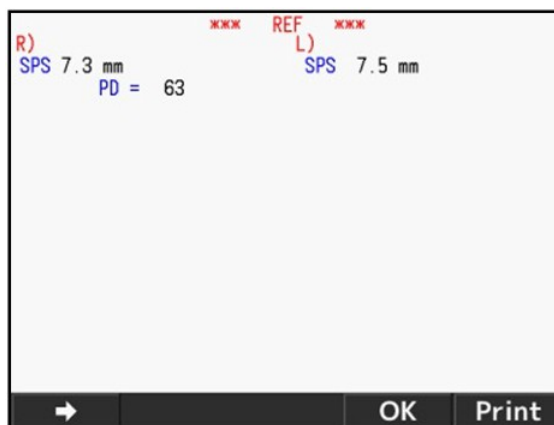 *** REF ***
R) L)
SPS 7.3 mm SPS 7.5 mm
PD = 63
➡ OK Print